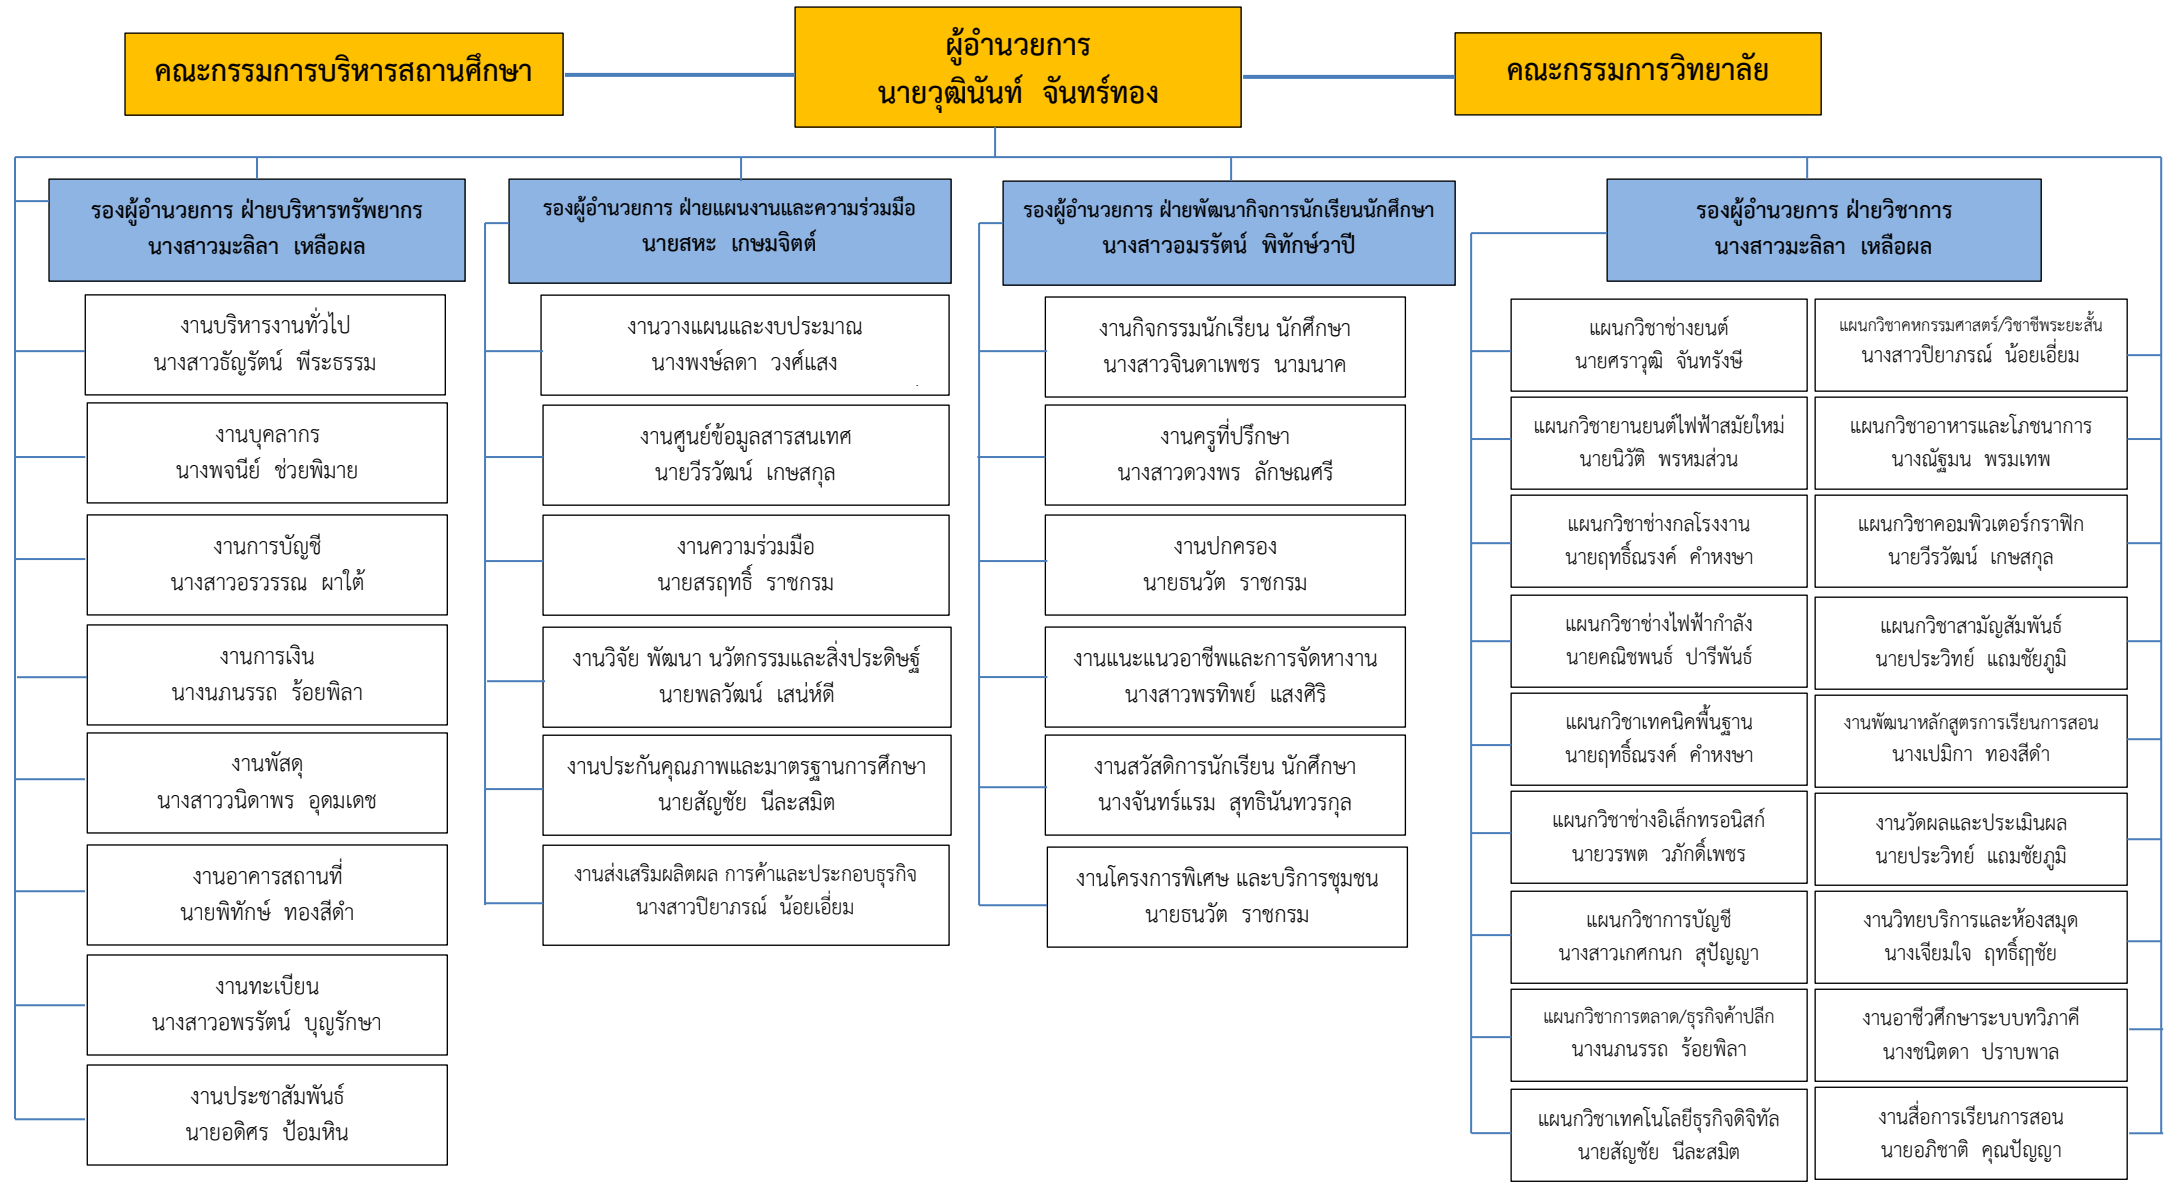 คณะกรรมการบริหารสถานศึกษา
ผู้อำนวยการ
นายวุฒินันท์ จันทร์ทอง
คณะกรรมการวิทยาลัย
รองผู้อำนวยการ ฝ่ายบริหารทรัพยากร
นางสาวมะลิลา เหลือผล
งานบริหารงานทั่วไป
นางสาวธัญรัตน์ พีระธรรม
งานบุคลากร
นางพจนีย์ ช่วยพิมาย
งานการบัญชี
นางสาวอรวรรณ ผาใต้
งานการเงิน
นางนภนรรถ ร้อยพิลา
งานพัสดุ
นางสาววนิดาพร อุดมเดช
งานอาคารสถานที่
นายพิทักษ์ ทองสีดำ
งานทะเบียน
นางสาวอพรรัตน์ บุญรักษา
งานประชาสัมพันธ์
นายอดิศร ป้อมหิน
รองผู้อำนวยการ ฝ่ายแผนงานและความร่วมมือ
นายสหะ เกษมจิตต์
งานวางแผนและงบประมาณ
นางพงษ์ลดา วงศ์แสง
งานศูนย์ข้อมูลสารสนเทศ
นายวีรวัฒน์ เกษสกุล
งานความร่วมมือ
นายสรฤทธิ์ ราชกรม
งานวิจัย พัฒนา นวัตกรรมและสิ่งประดิษฐ์
นายพลวัฒน์ เสน่ห์ดี
งานประกันคุณภาพและมาตรฐานการศึกษา
นายสัญชัย นีละสมิต
งานส่งเสริมผลิตผล การค้าและประกอบธุรกิจ
นางสาวปิยาภรณ์ น้อยเอี่ยม
รองผู้อำนวยการ ฝ่ายพัฒนากิจการนักเรียนนักศึกษา
นางสาวอมรรัตน์ พิทักษ์วาปี
งานกิจกรรมนักเรียน นักศึกษา
นางสาวจินดาเพชร นามนาค
งานครูที่ปรึกษา
นางสาวดวงพร ลักษณศรี
งานปกครอง
นายธนวัต ราชกรม
งานแนะแนวอาชีพและการจัดหางาน
นางสาวพรทิพย์ แสงศิริ
งานสวัสดิการนักเรียน นักศึกษา
นางจันทร์แรม สุทธินันทวรกุล
งานโครงการพิเศษ และบริการชุมชน
นายธนวัต ราชกรม
รองผู้อำนวยการ ฝ่ายวิชาการ
นางสาวมะลิลา เหลือผล
แผนกวิชาช่างยนต์
นายศราวุฒิ จันทรังษี
แผนกวิชายานยนต์ไฟฟ้าสมัยใหม่
นายนิวัติ พรหมส่วน
แผนกวิชาช่างกลโรงงาน
นายฤทธิ์ณรงค์ คำหงษา
แผนกวิชาช่างไฟฟ้ากำลัง
นายคณิชพนธ์ ปารีพันธ์
แผนกวิชาเทคนิคพื้นฐาน
นายฤทธิ์ณรงค์ คำหงษา
แผนกวิชาช่างอิเล็กทรอนิสก์
นายวรพต วภักดิ์เพชร
แผนกวิชาการบัญชี
นางสาวเกศกนก สุปัญญา
แผนกวิชาการตลาด/ธุรกิจค้าปลีก
นางนภนรรถ ร้อยพิลา
แผนกวิชาเทคโนโลยีธุรกิจดิจิทัล
นายสัญชัย นีละสมิต
แผนกวิชาคหกรรมศาสตร์/วิชาชีพระยะสั้น
นางสาวปิยาภรณ์ น้อยเอี่ยม
แผนกวิชาอาหารและโภชนาการ
นางณัฐมน พรมเทพ
แผนกวิชาคอมพิวเตอร์กราฟิก
นายวีรวัฒน์ เกษสกุล
แผนกวิชาสามัญสัมพันธ์
นายประวิทย์ แถมชัยภูมิ
งานพัฒนาหลักสูตรการเรียนการสอน
นางเปมิกา ทองสีดำ
งานวัดผลและประเมินผล
นายประวิทย์ แถมชัยภูมิ
งานวิทยบริการและห้องสมุด
นางเจียมใจ ฤทธิ์ฤๅชัย
งานอาชีวศึกษาระบบทวิภาคี
นางชนิตดา ปราบพาล
งานสื่อการเรียนการสอน
นายอภิชาติ คุณปัญญา